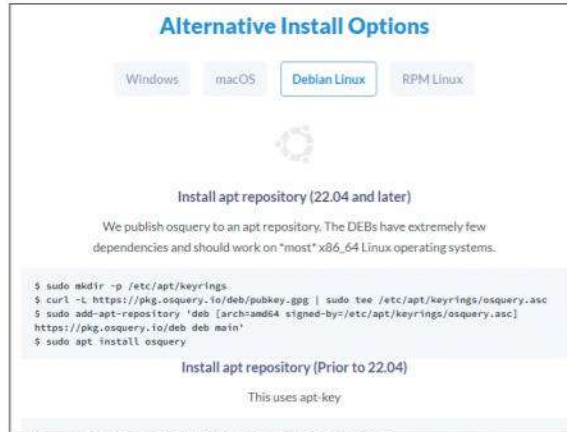 Alternative Install Options
Windows macOS Debian Linux RPM Linux
Install apt repository (22.04 and later)
We publish osquery to an apt repository. The DEBs have extremely few
dependencies and should work on *most* x86_64 Linux operating systems.
$ sudo mkdir -p /etc/apt/keyrings
$ curl -L https://pkg.osquery.io/deb/pubkey.gpg | sudo tee /etc/apt/keyrings/osquery.asc
$ sudo add-apt-repository 'deb [arch=amd64 signed-by=/etc/apt/keyrings/osquery.asc]
https://pkg.osquery.io/deb deb main'
$ sudo apt install osquery
Install apt repository (Prior to 22.04)
This uses apt-key